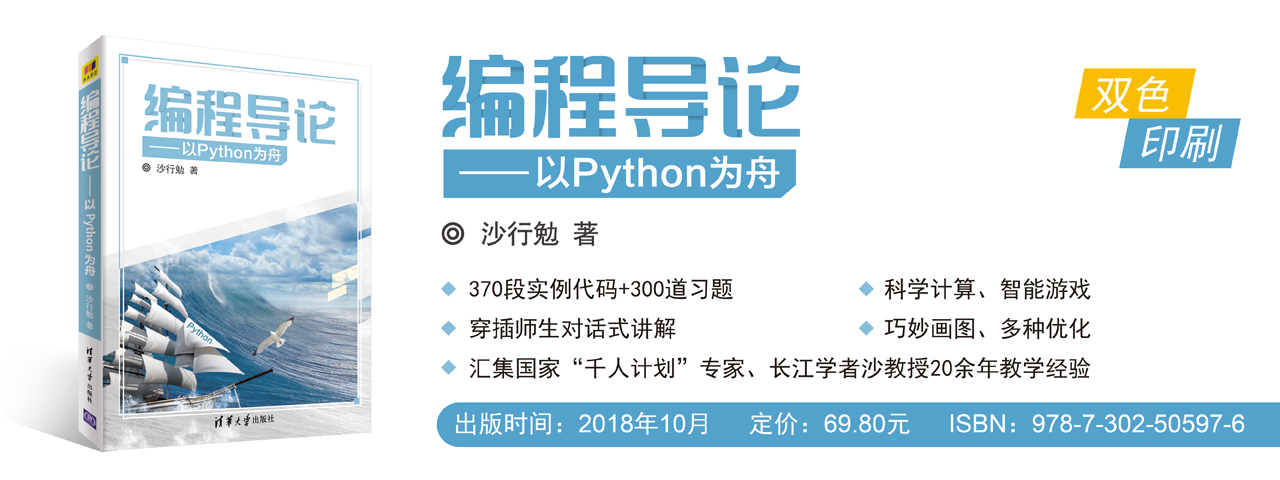 编程导论
——以Python为舟
沙行勉 著
Python
清华大学出版社
编程导论——以Python为舟
沙行勉 著
清华大学出版社
编程导论
——以Python为舟
沙行勉 著
双色
印刷
370段实例代码+300道习题
科学计算、智能游戏
穿插师生对话式讲解
巧妙画图、多种优化
汇集国家“千人计划”专家、长江学者沙教授20余年教学经验
出版时间：2018年10月 定价：69.80元 ISBN：978-7-302-50597-6